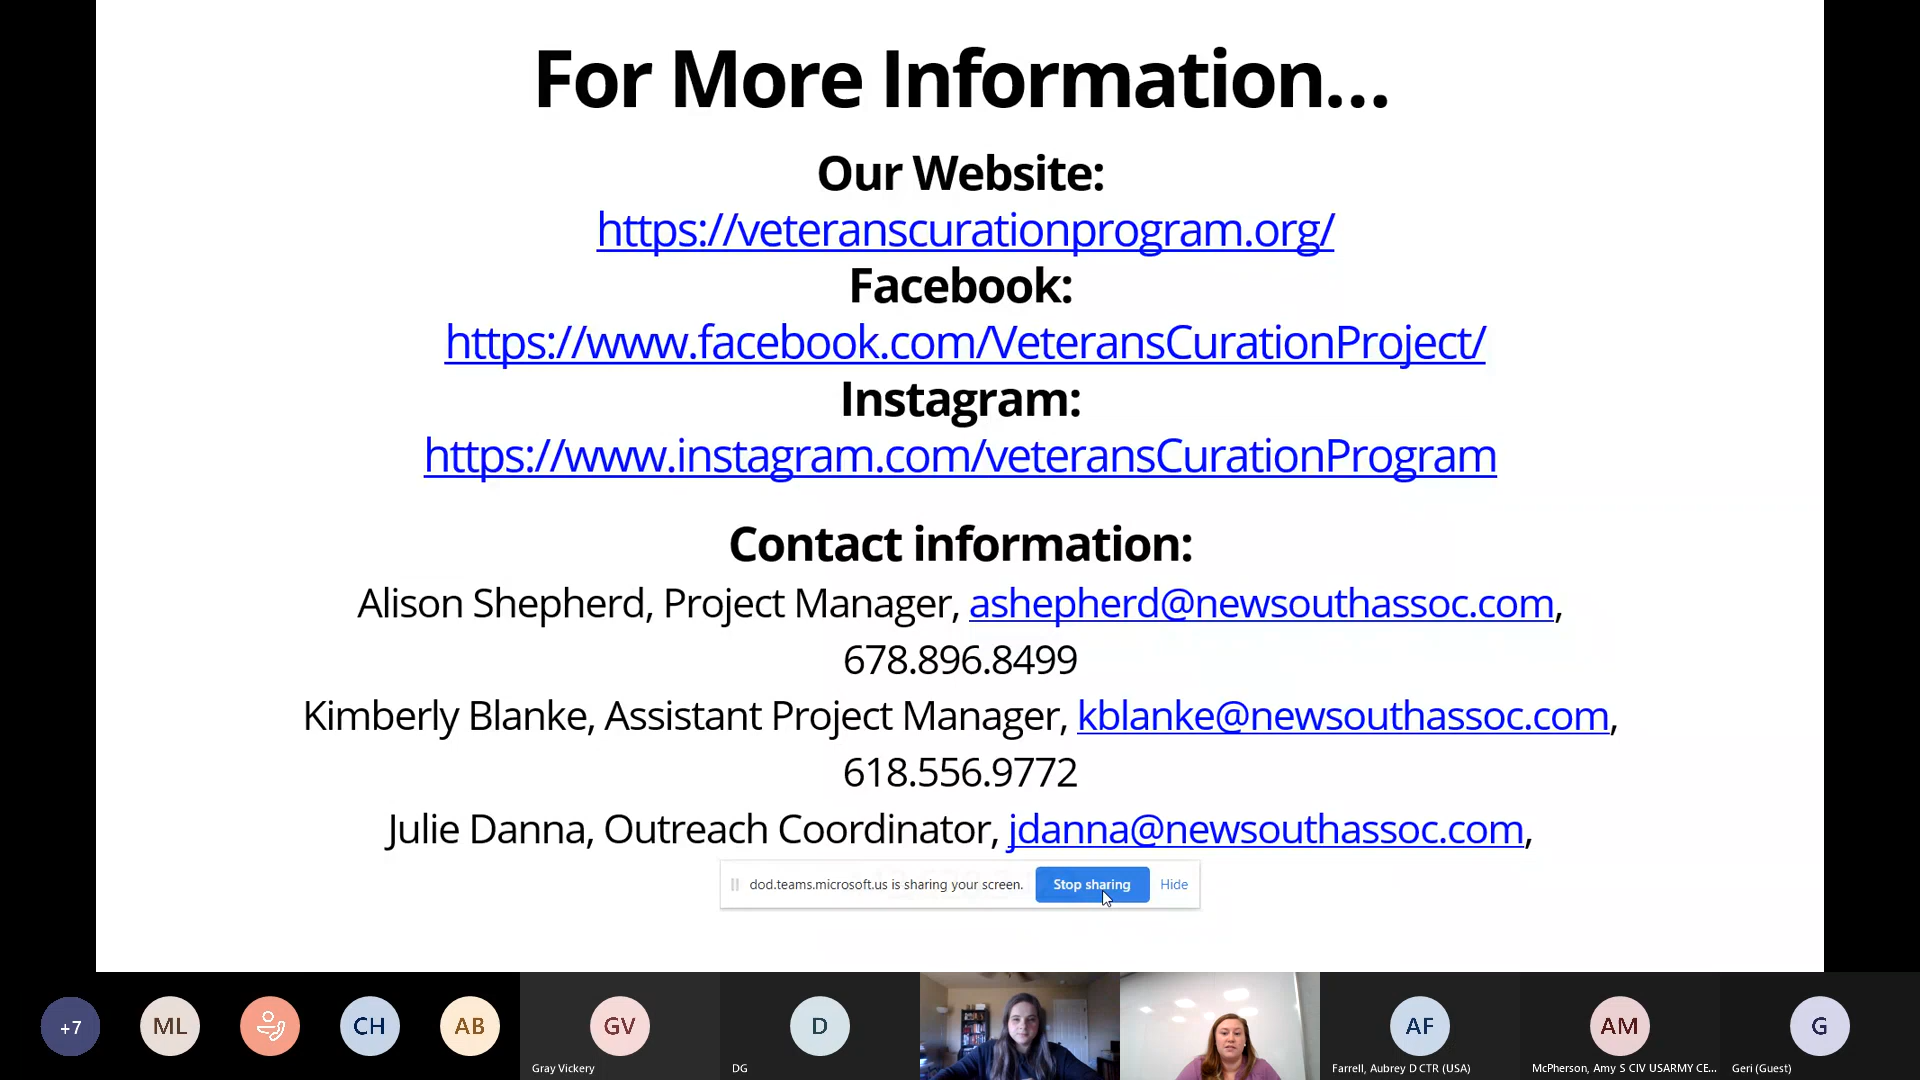 For More Information...
Our Website:
https://veteranscurationprogram.org/
Facebook:
https://www.facebook.com/VeteransCurationProject/
Instagram:
https://www.instagram.com/veteransCurationProgram
Contact information:
Alison Shepherd, Project Manager, ashepherd@newsouthassoc.com,
678.896.8499
Kimberly Blanke, Assistant Project Manager, kblanke@newsouthassoc.com,
618.556.9772
Julie Danna, Outreach Coordinator, jdanna@newsouthassoc.com,
dod.teams.microsoft.us is sharing your screen. Stop sharing Hide
+7 ML CH AB GV D AF AM G
Gray Vickery DG Farrell, Aubrey D CTR (USA) McPherson, Amy S CIV USARMY CE... Geri (Guest)